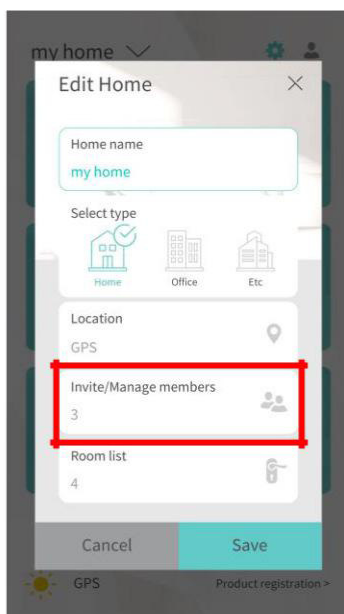 my home
Edit Home
Home name
my home
Select type
Home
Office
Etc
Location
GPS
Invite/Manage members
3
Room list
4
Cancel
Save
GPS
Product registration >